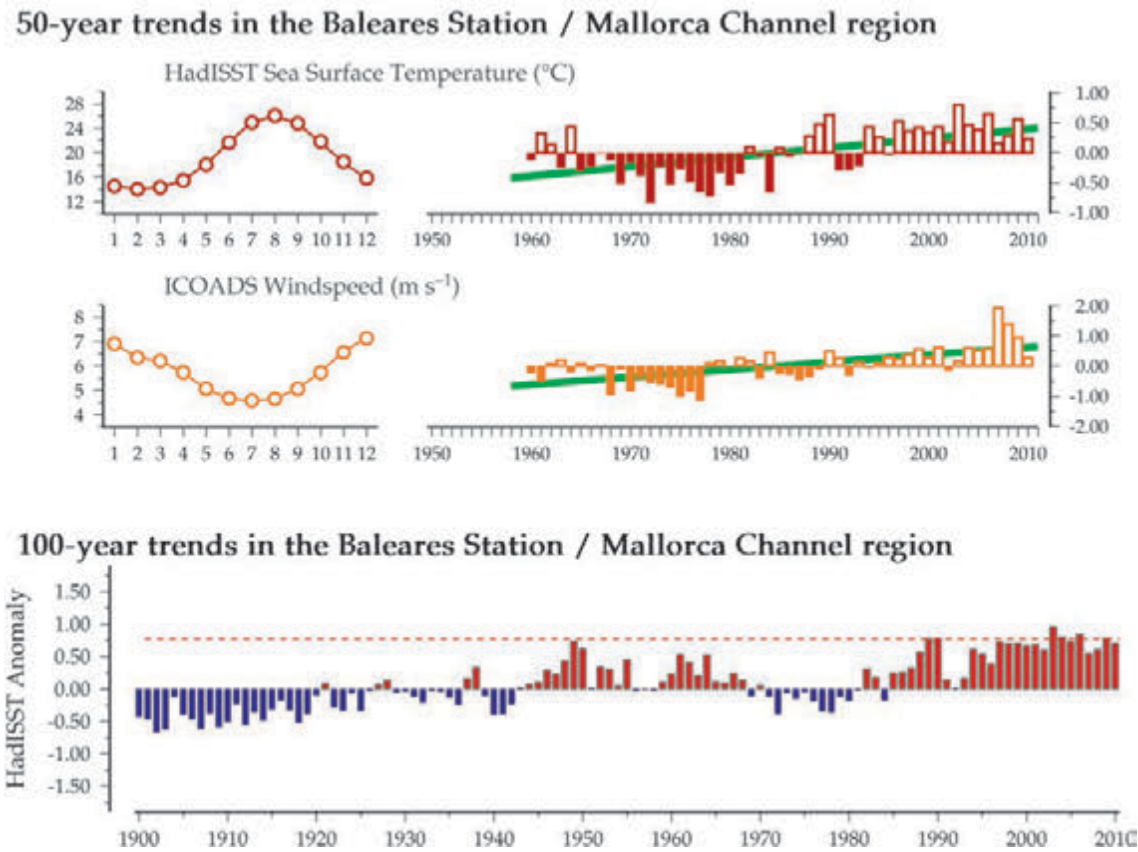 50-year trends in the Baleares Station / Mallorca Channel region
HadISST Sea Surface Temperature (°C)
28
24
20
16
12
1 2 3 4 5 6 7 8 9 10 11 12
1950 1960 1970 1980 1990 2000 2010
1.00
0.50
0.00
-0.50
-1.00
ICOADS Windspeed (m s⁻¹)
8
7
6
5
4
1 2 3 4 5 6 7 8 9 10 11 12
1950 1960 1970 1980 1990 2000 2010
2.00
1.00
0.00
-1.00
-2.00
100-year trends in the Baleares Station / Mallorca Channel region
HadISST Anomaly
1.50
1.00
0.50
0.00
-0.50
-1.00
-1.50
1900 1910 1920 1930 1940 1950 1960 1970 1980 1990 2000 2010